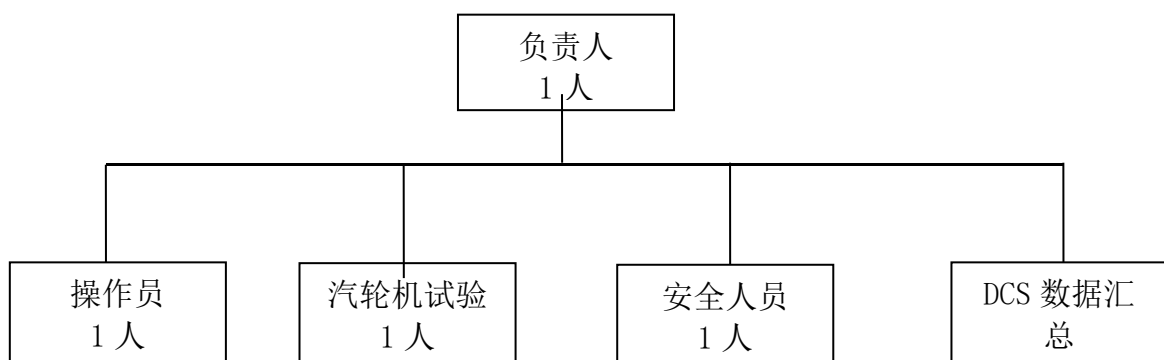 负责人
1 人
操作员
1 人
汽轮机试验
1 人
安全人员
1 人
DCS 数据汇
总